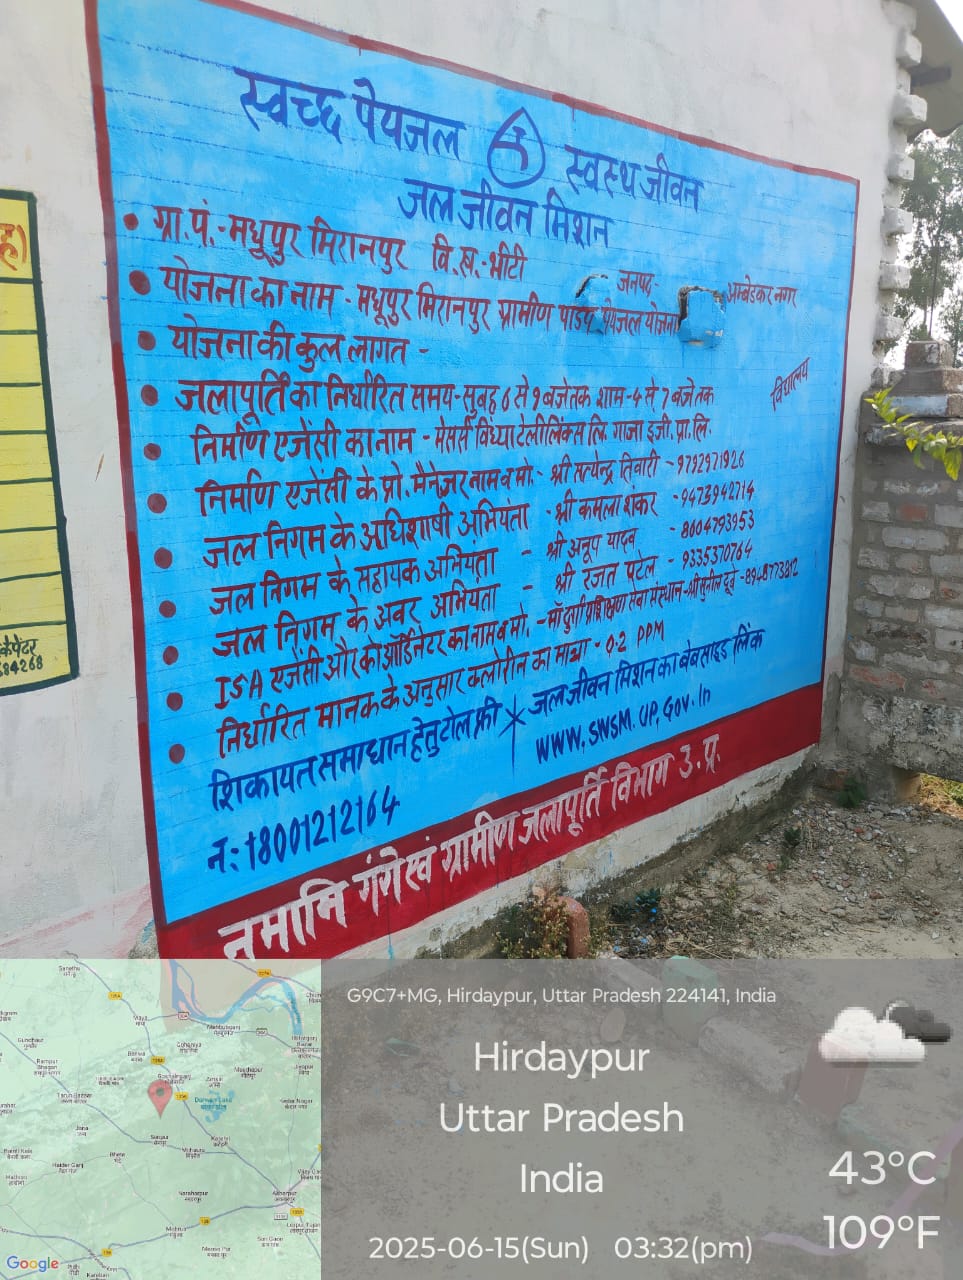 स्वच्छ पेयजल स्वस्थ जीवन
जल जीवन मिशन
• ग्रा.पं.-मधूपुर मिरानपुर वि.ख.-भीटी जनपद- अम्बेडकर नगर
• योजना का नाम - मधूपुर मिरानपुर ग्रामीण पाइप पेयजल योजना
• योजना की कुल लागत -
• जलापूर्ति का निर्धारित समय-सुबह 6 से 9 बजे तक शाम-4 से 7 बजे तक
विद्यालय
• निर्माण एजेंसी का नाम - मेसर्स विंध्या टेलीलिंक्स लि. गाजा इंजी. प्रा. लि.
• निर्माण एजेंसी के प्रो. मैनेजर नाम व मो.- श्री सत्येन्द्र तिवारी -9792971926
• जल निगम के अधिशाषी अभियंता - श्री कमला शंकर - 9473942714
• जल निगम के सहायक अभियंता - श्री अनूप यादव - 8004793953
• जल निगम के अवर अभियंता - श्री रजत पटेल - 9335370764
• ISA एजेंसी और कोऑर्डिनेटर का नाम व मो. -माँ दुर्गा प्रशिक्षण सेवा संस्थान-श्री सुनील दूबे -8948773812
• निर्धारित मानक के अनुसार क्लोरीन का मात्रा - 0.2 PPM
शिकायत समाधान हेतु टोल फ्री
न: 18001212164
जल जीवन मिशन का बेबसाइड लिंक
WWW.SWSM.UP.Gov.In
नमामि गंगे एवं ग्रामीण जलापूर्ति विभाग उ.प्र.
G9C7+MG, Hirdaypur, Uttar Pradesh 224141, India
Hirdaypur
Uttar Pradesh
India
2025-06-15(Sun) 03:32(pm)
43°C
109°F
Google